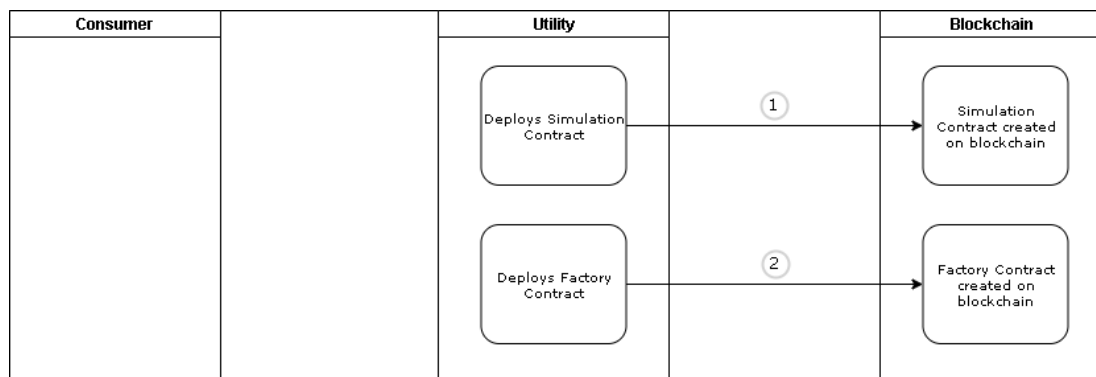 Consumer
Utility
Blockchain
Deploys Simulation
Contract
1
Simulation
Contract created
on blockchain
Deploys Factory
Contract
2
Factory Contract
created on
blockchain